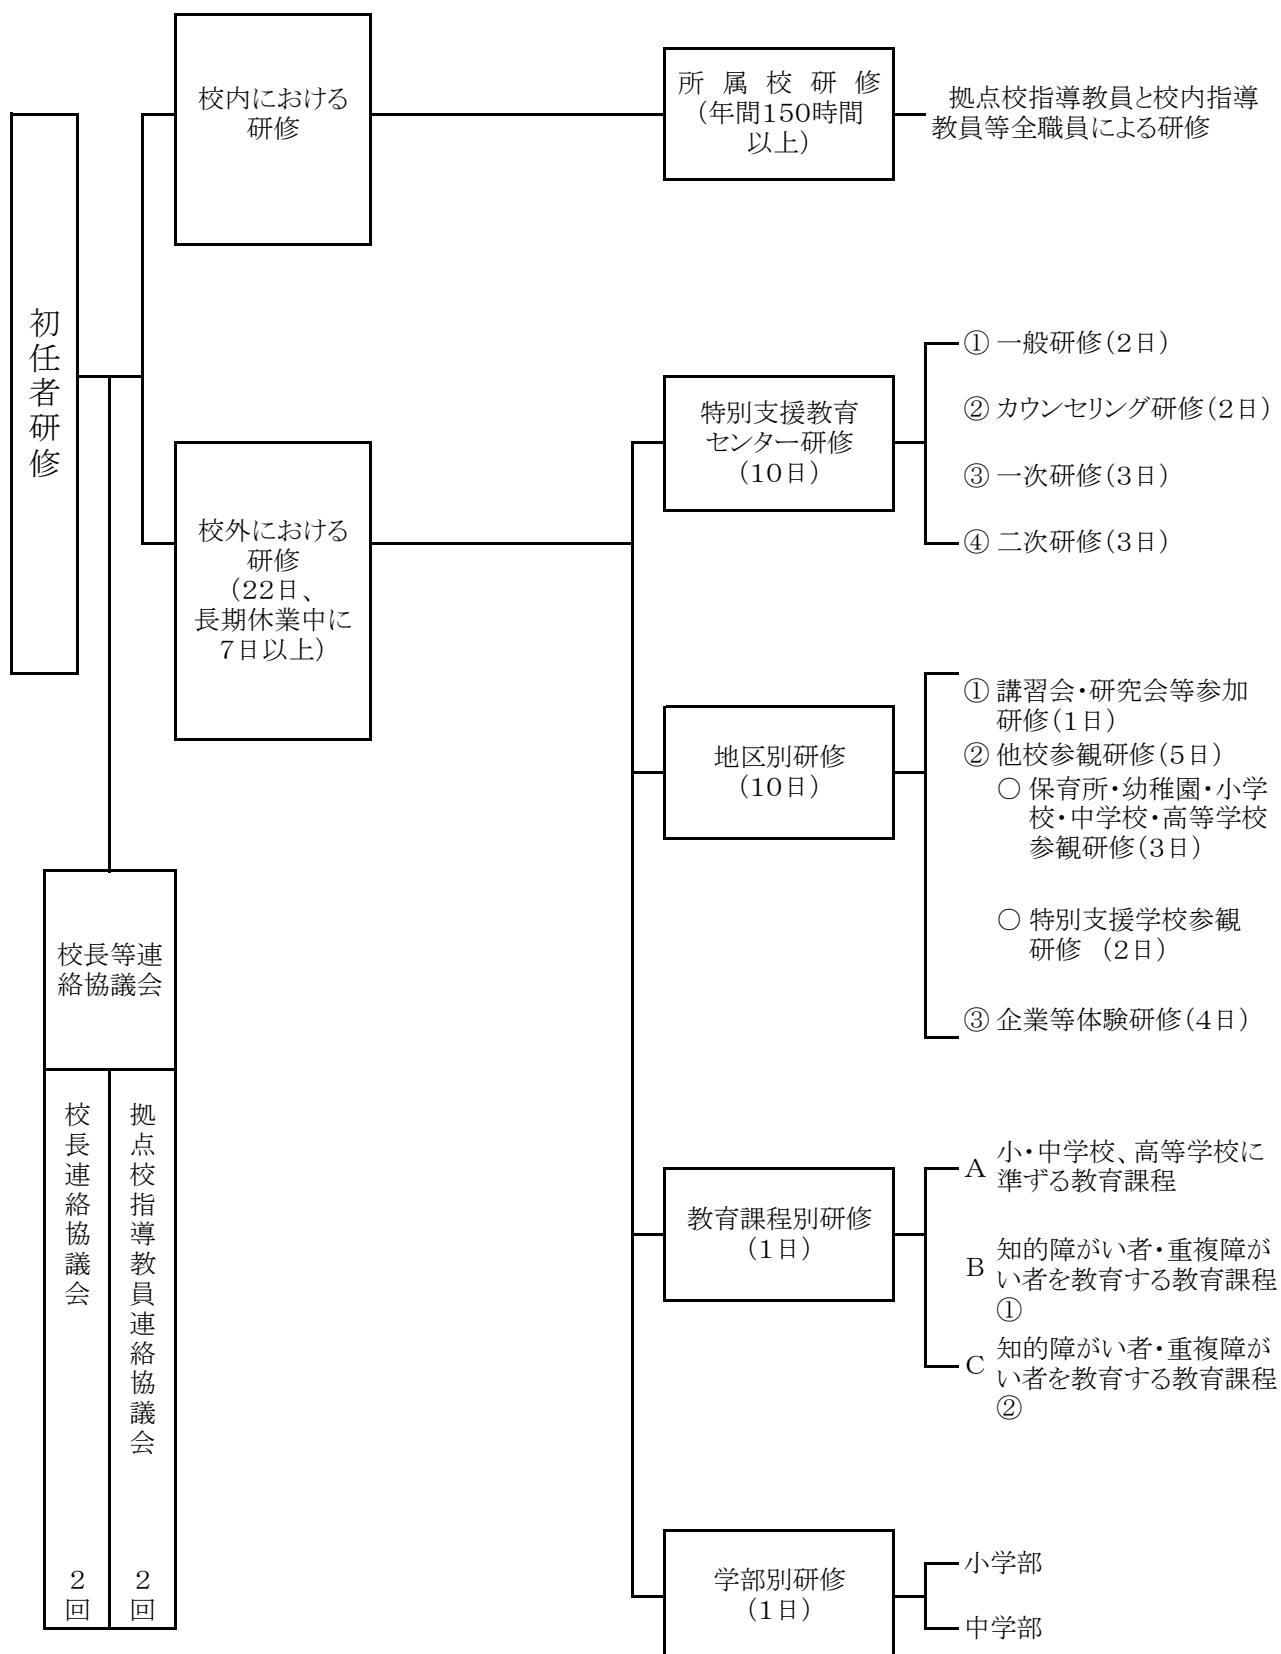 初任者研修
校内における
研修
所属校研修
(年間150時間
以上)
拠点校指導教員と校内指導
教員等全職員による研修
校外における
研修
(22日、
長期休業中に
7日以上)
特別支援教育
センター研修
(10日)
① 一般研修(2日)
② カウンセリング研修(2日)
③ 一次研修(3日)
④ 二次研修(3日)
地区別研修
(10日)
① 講習会・研究会等参加
研修(1日)
② 他校参観研修(5日)
○ 保育所・幼稚園・小学
校・中学校・高等学校
参観研修(3日)
○ 特別支援学校参観
研修 (2日)
③ 企業等体験研修(4日)
教育課程別研修
(1日)
A 小・中学校、高等学校に
準ずる教育課程
B 知的障がい者・重複障が
い者を教育する教育課程
①
C 知的障がい者・重複障が
い者を教育する教育課程
②
学部別研修
(1日)
小学部
中学部
校長等連
絡協議会
校長連絡協議会 2回
拠点校指導教員連絡協議会 2回